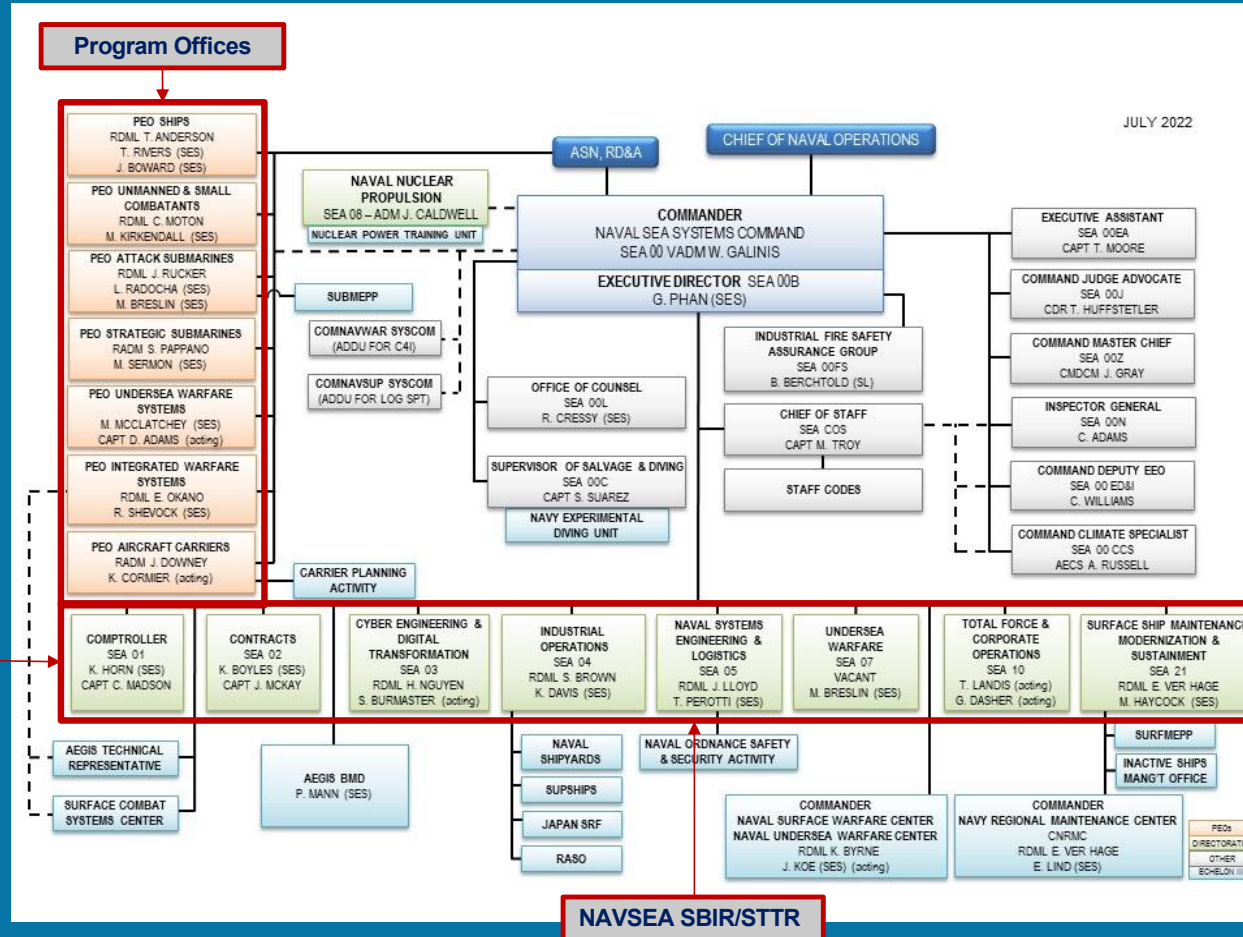 Program Offices
JULY 2022
PEO SHIPS
RDML T. ANDERSON
T. RIVERS (SES)
J. BOWARD (SES)
PEO UNMANNED & SMALL
COMBATANTS
RDML C. MOTON
M. KIRKENDALL (SES)
PEO ATTACK SUBMARINES
RDML J. RUCKER
L. RADOCHA (SES)
M. BRESLIN (SES)
PEO STRATEGIC SUBMARINES
RADM S. PAPPANO
M. SERMON (SES)
PEO UNDERSEA WARFARE
SYSTEMS
M. MCCLATCHEY (SES)
CAPT D. ADAMS (acting)
PEO INTEGRATED WARFARE
SYSTEMS
RDML E. OKANO
R. SHEVOCK (SES)
PEO AIRCRAFT CARRIERS
RADM J. DOWNEY
K. CORMIER (acting)
ASN, RD&A
CHIEF OF NAVAL OPERATIONS
NAVAL NUCLEAR
PROPULSION
SEA 08 – ADM J. CALDWELL
NUCLEAR POWER TRAINING UNIT
SUBMEPP
COMNAVWAR SYSCOM
(ADDU FOR C4I)
COMNAVSUP SYSCOM
(ADDU FOR LOG SPT)
CARRIER PLANNING
ACTIVITY
COMMANDER
NAVAL SEA SYSTEMS COMMAND
SEA 00 VADM W. GALINIS
EXECUTIVE DIRECTOR SEA 00B
G. PHAN (SES)
OFFICE OF COUNSEL
SEA 00L
R. CRESSY (SES)
SUPERVISOR OF SALVAGE & DIVING
SEA 00C
CAPT S. SUAREZ
NAVY EXPERIMENTAL
DIVING UNIT
INDUSTRIAL FIRE SAFETY
ASSURANCE GROUP
SEA 00FS
B. BERCHTOLD (SL)
CHIEF OF STAFF
SEA COS
CAPT M. TROY
STAFF CODES
EXECUTIVE ASSISTANT
SEA 00EA
CAPT T. MOORE
COMMAND JUDGE ADVOCATE
SEA 00J
CDR T. HUFFSTETLER
COMMAND MASTER CHIEF
SEA 00Z
CMDCM J. GRAY
INSPECTOR GENERAL
SEA 00N
C. ADAMS
COMMAND DEPUTY EEO
SEA 00 ED&I
C. WILLIAMS
COMMAND CLIMATE SPECIALIST
SEA 00 CCS
AECS A. RUSSELL
COMPTROLLER
SEA 01
K. HORN (SES)
CAPT C. MADSON
CONTRACTS
SEA 02
K. BOYLES (SES)
CAPT J. MCKAY
CYBER ENGINEERING &
DIGITAL
TRANSFORMATION
SEA 03
RDML H. NGUYEN
S. BURMASTER (acting)
INDUSTRIAL
OPERATIONS
SEA 04
RDML S. BROWN
K. DAVIS (SES)
NAVAL SYSTEMS
ENGINEERING &
LOGISTICS
SEA 05
RDML J. LLOYD
T. PEROTTI (SES)
UNDERSEA
WARFARE
SEA 07
VACANT
M. BRESLIN (SES)
TOTAL FORCE &
CORPORATE
OPERATIONS
SEA 10
T. LANDIS (acting)
G. DASHER (acting)
SURFACE SHIP MAINTENANCE
MODERNIZATION &
SUSTAINMENT
SEA 21
RDML E. VER HAGE
M. HAYCOCK (SES)
AEGIS TECHNICAL
REPRESENTATIVE
SURFACE COMBAT
SYSTEMS CENTER
AEGIS BMD
P. MANN (SES)
NAVAL
SHIPYARDS
SUPSHIPS
JAPAN SRF
RASO
NAVAL ORDNANCE SAFETY
& SECURITY ACTIVITY
COMMANDER
NAVAL SURFACE WARFARE CENTER
NAVAL UNDERSEA WARFARE CENTER
RDML K. BYRNE
J. KOE (SES) (acting)
SURFMEPP
INACTIVE SHIPS
MANG'T OFFICE
COMMANDER
NAVY REGIONAL MAINTENANCE CENTER
CNRMC
RDML E. VER HAGE
E. LIND (SES)
PEOs
OTHER
NAVSEA SBIR/STTR